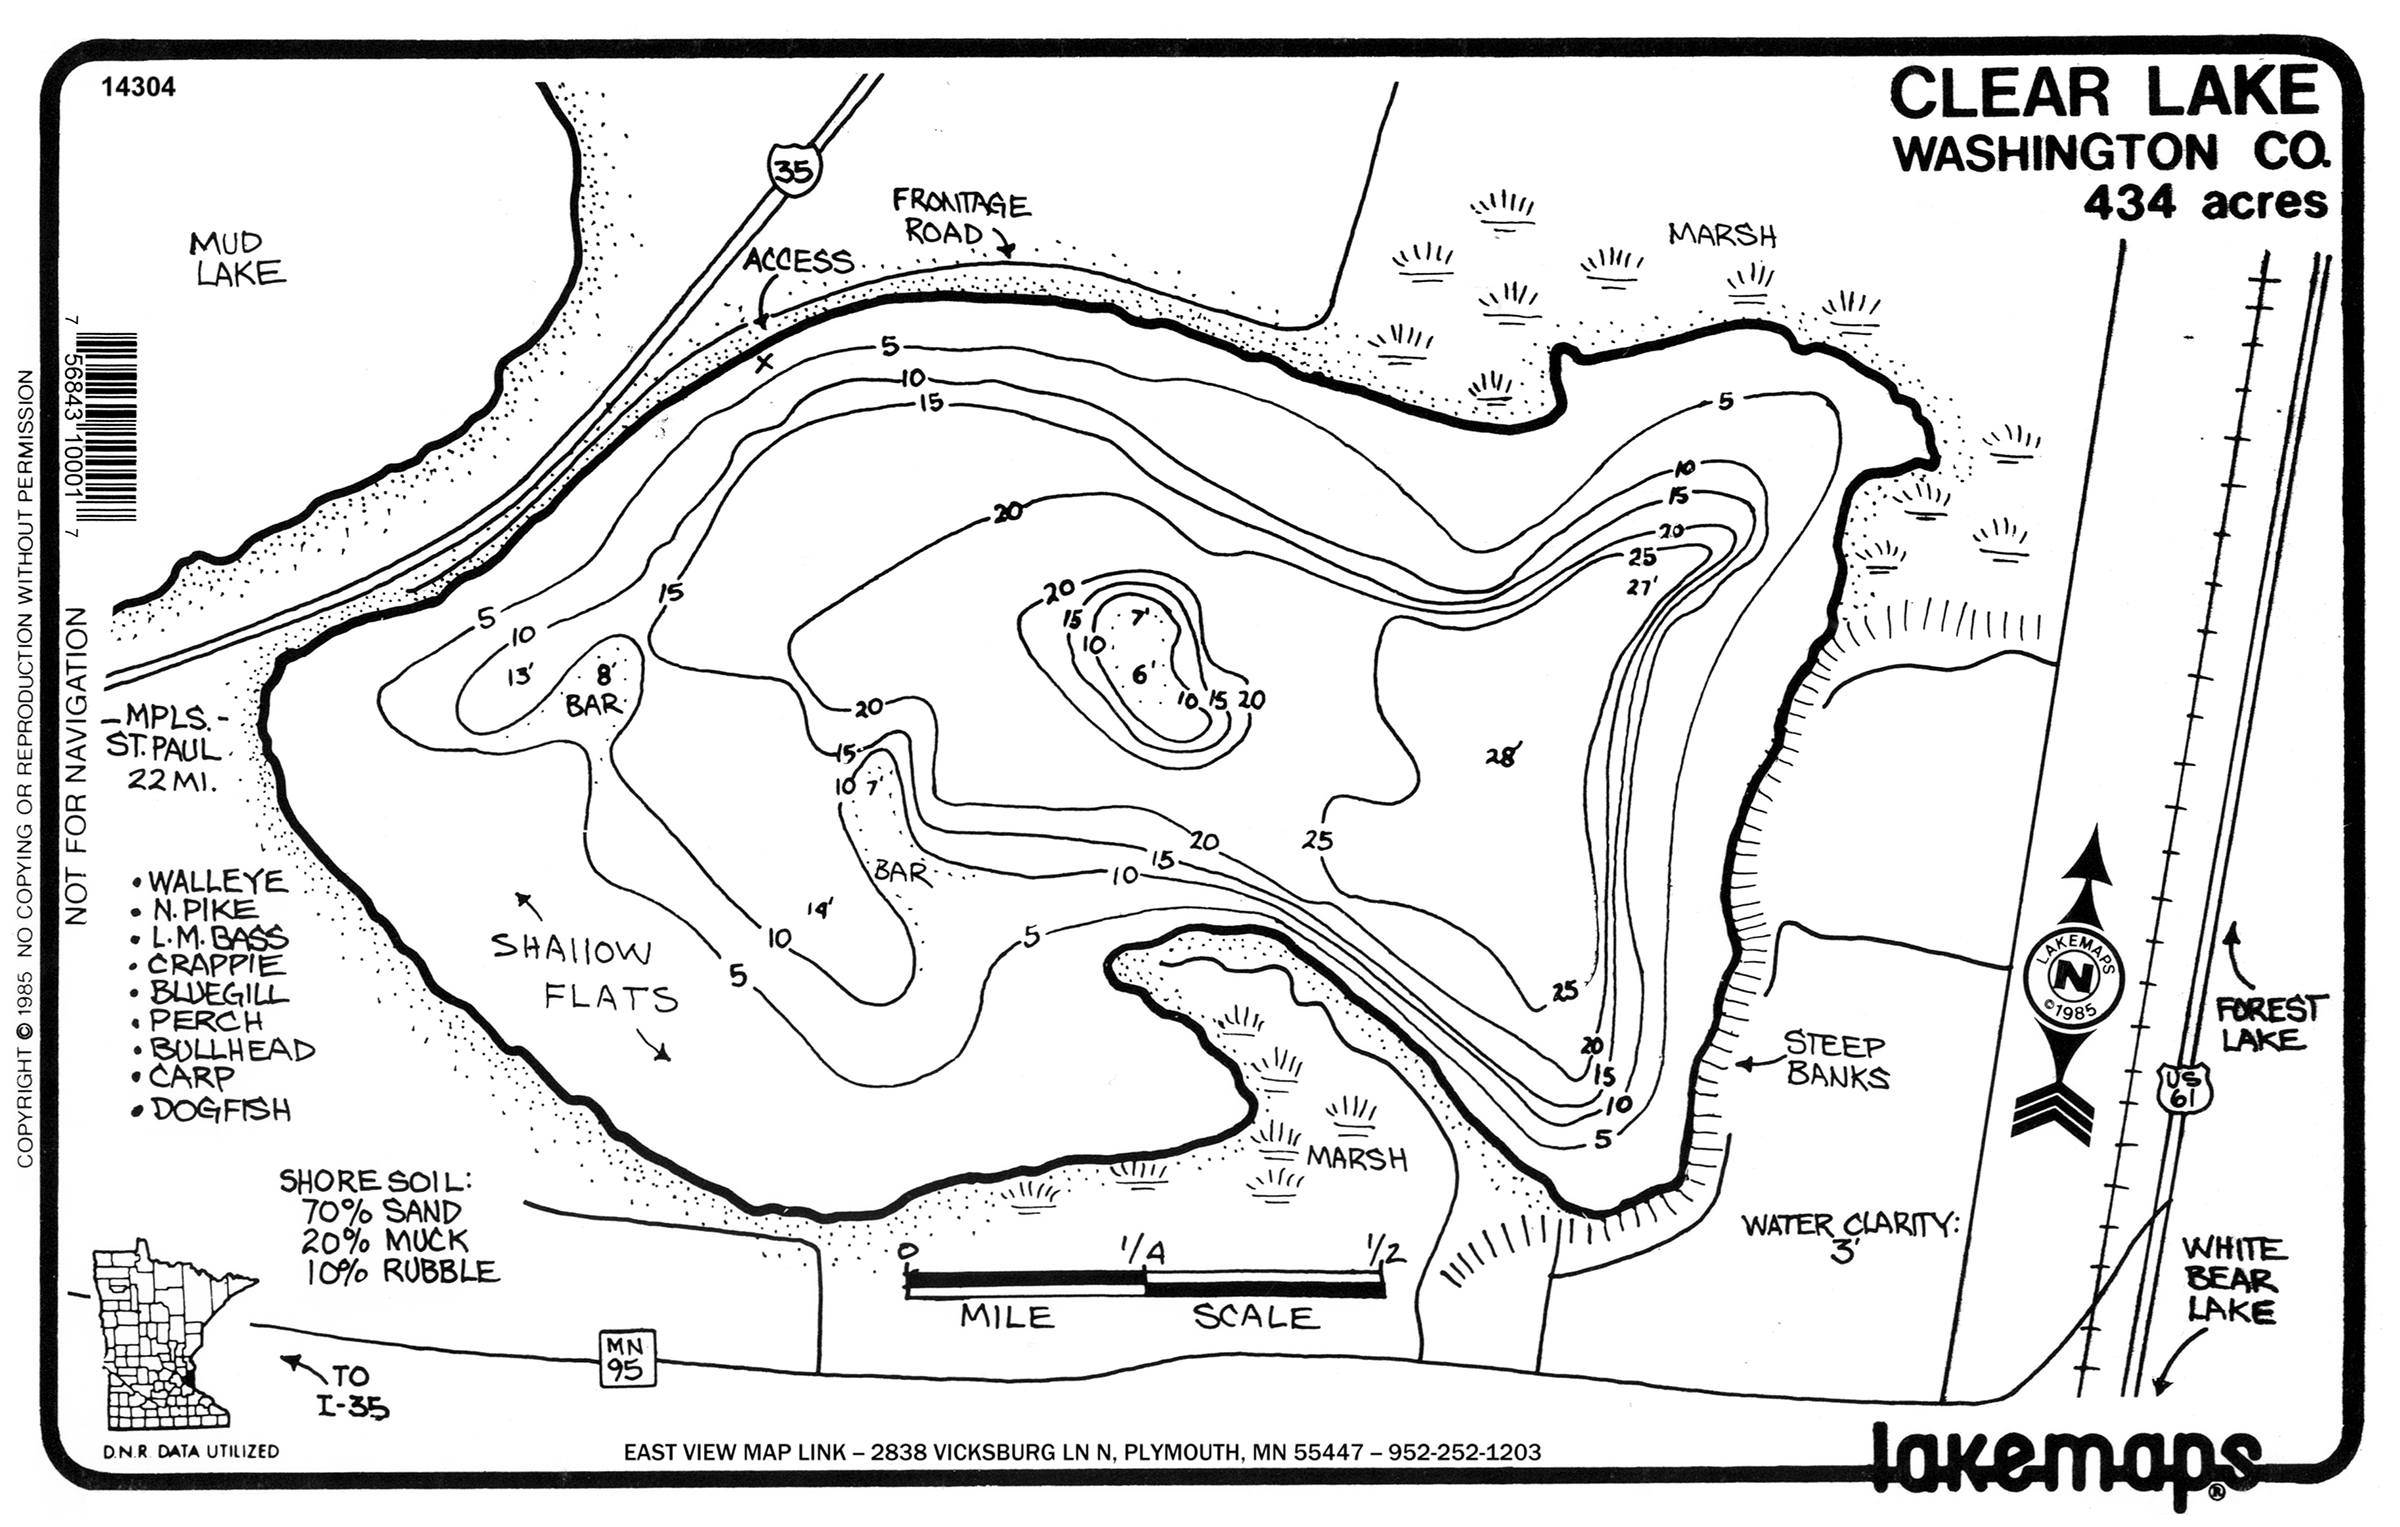 14304
CLEAR LAKE
WASHINGTON CO.
434 acres
MUD
LAKE
35
FRONTAGE
ROAD
ACCESS
MARSH
X
5
10
15
20
5
10
15
20
25
27'
20
15
10
7'
6'
10 15 20
15
5
10
13'
8'
BAR
20
15
10 7'
BAR
28'
25
20
15
10
14'
10
5
5
25
20
15
10
5
SHALLOW
FLATS
MARSH
STEEP
BANKS
WATER CLARITY:
3'
-MPLS.-
ST. PAUL
22 MI.
• WALLEYE
• N. PIKE
• L.M. BASS
• CRAPPIE
• BLUEGILL
• PERCH
• BULLHEAD
• CARP
• DOGFISH
SHORE SOIL:
70% SAND
20% MUCK
10% RUBBLE
0 1/4 1/2
MILE SCALE
MN
95
TO
I-35
D.N.R. DATA UTILIZED
LAKEMAPS
N
©1985
FOREST
LAKE
US
61
WHITE
BEAR
LAKE
7 56843 10001 7
NOT FOR NAVIGATION
COPYRIGHT © 1985 NO COPYING OR REPRODUCTION WITHOUT PERMISSION
EAST VIEW MAP LINK – 2838 VICKSBURG LN N, PLYMOUTH, MN 55447 – 952-252-1203
lakemaps®